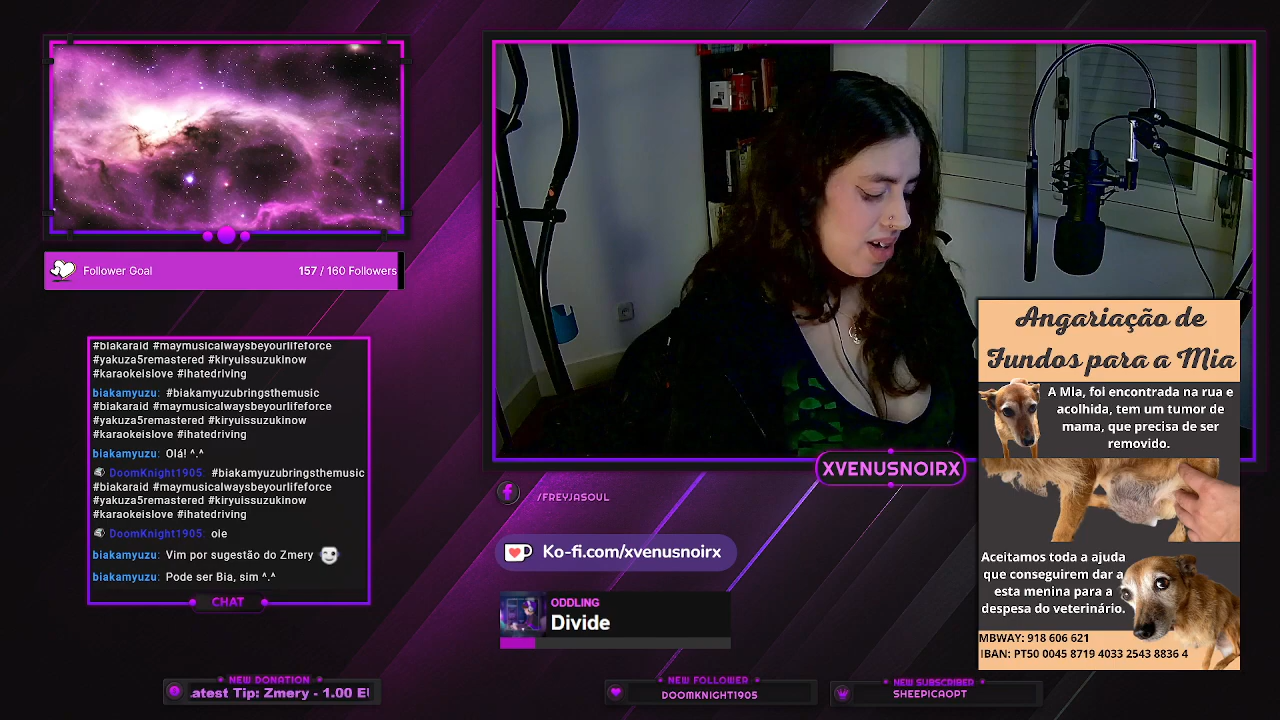 Follower Goal
157 / 160 Followers
#biakaraid #maymusicalwaysbeyourlifeforce
#yakuza5remastered #kiryuissuzukinow
#karaokeislove #ihatedriving
biakamyuzu: #biakamyuzubringsthemusic
#biakaraid #maymusicalwaysbeyourlifeforce
#yakuza5remastered #kiryuissuzukinow
#karaokeislove #ihatedriving
biakamyuzu: Olá! ^.^
DoomKnight1905: #biakamyuzubringsthemusic
#biakaraid #maymusicalwaysbeyourlifeforce
#yakuza5remastered #kiryuissuzukinow
#karaokeislove #ihatedriving
DoomKnight1905: oie
biakamyuzu: Vim por sugestão do Zmery
biakamyuzu: Pode ser Bia, sim ^.^
CHAT
XVENUSNOIRX
/FREYJASOUL
Ko-fi.com/xvenusnoirx
ODDLING
Divide
Angariação de
Fundos para a Mia
A Mia, foi encontrada na rua e
acolhida, tem um tumor de
mama, que precisa de ser
removido.
Aceitamos toda a ajuda
que conseguirem dar a
esta menina para a
despesa do veterinário.
MBWAY: 918 606 621
IBAN: PT50 0045 8719 4033 2543 8836 4
NEW DONATION
atest Tip: Zmery - 1.00 EU
NEW FOLLOWER
DOOMKNIGHT1905
NEW SUBSCRIBER
SHEEPICAOPT